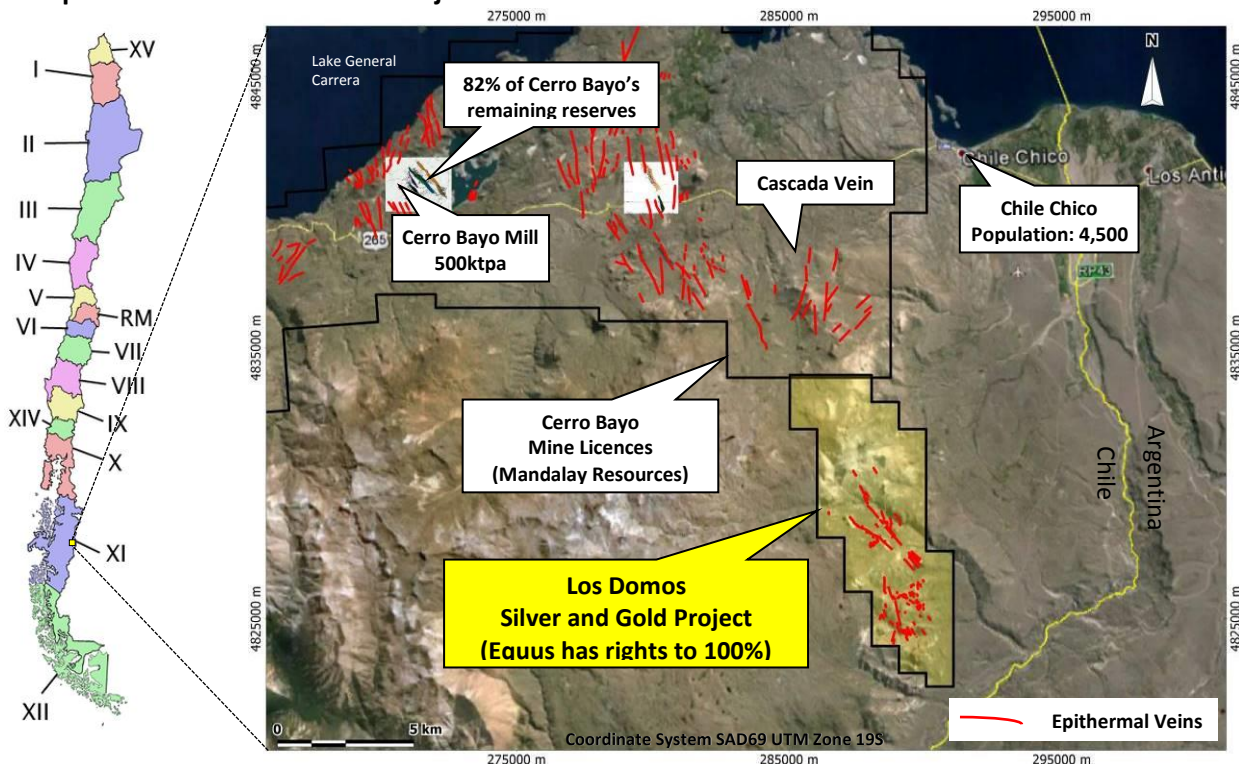 275000 m
285000 m
295000 m
XV
I
II
III
IV
V
RM
VI
VII
VIII
XIV
IX
X
XI
XII
Lake General
Carrera
82% of Cerro Bayo's
remaining reserves
N
4845000 m
4845000 m
Chile Chico
Los Anti
Cascada Vein
Chile Chico
Population: 4,500
265
Cerro Bayo Mill
500ktpa
RP43
4835000 m
4835000 m
Cerro Bayo
Mine Licences
(Mandalay Resources)
Chile
Argentina
Los Domos
Silver and Gold Project
(Equus has rights to 100%)
4825000 m
4825000 m
Epithermal Veins
0
5 km
Coordinate System SAD69 UTM Zone 19S
275000 m
285000 m
295000 m